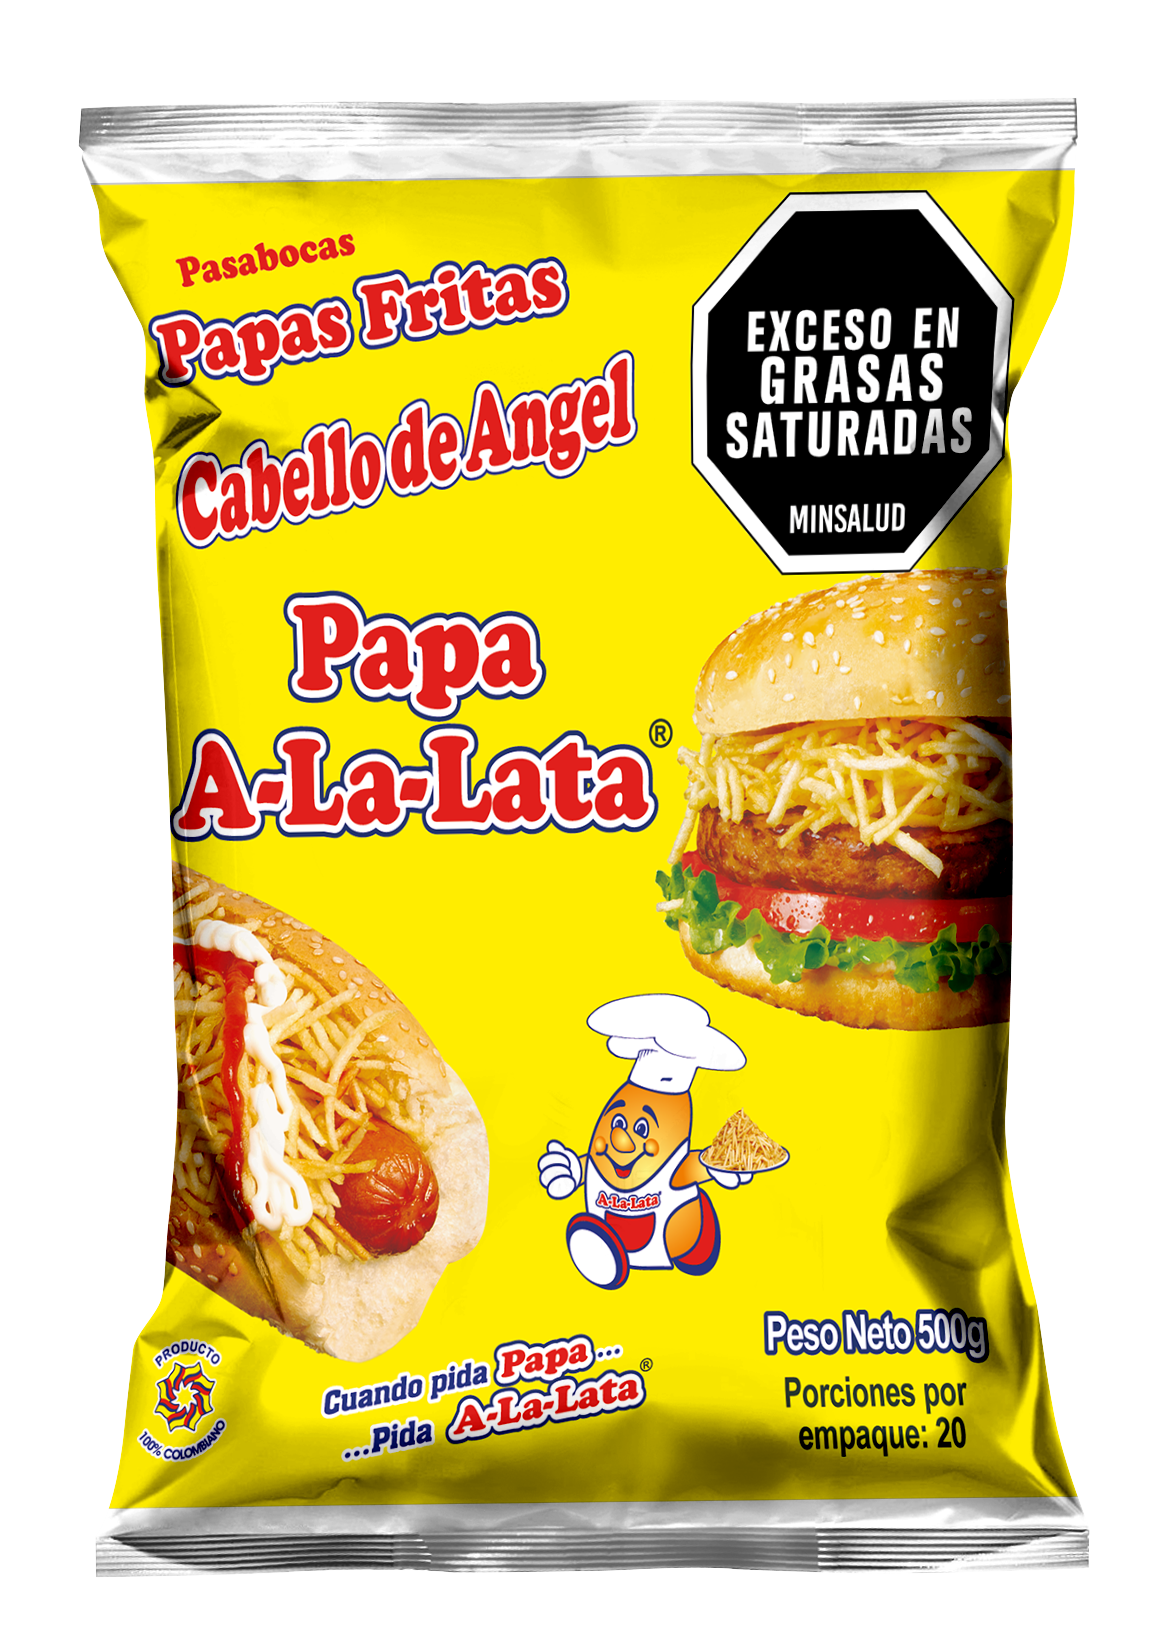 Pasabocas
Papas Fritas
Cabello de Angel
EXCESO EN
GRASAS
SATURADAS
MINSALUD
Papa
A-La-Lata®
A-La-Lata
PRODUCTO
100% COLOMBIANO
Cuando pida Papa...
...Pida A-La-Lata®
Peso Neto 500g
Porciones por
empaque: 20